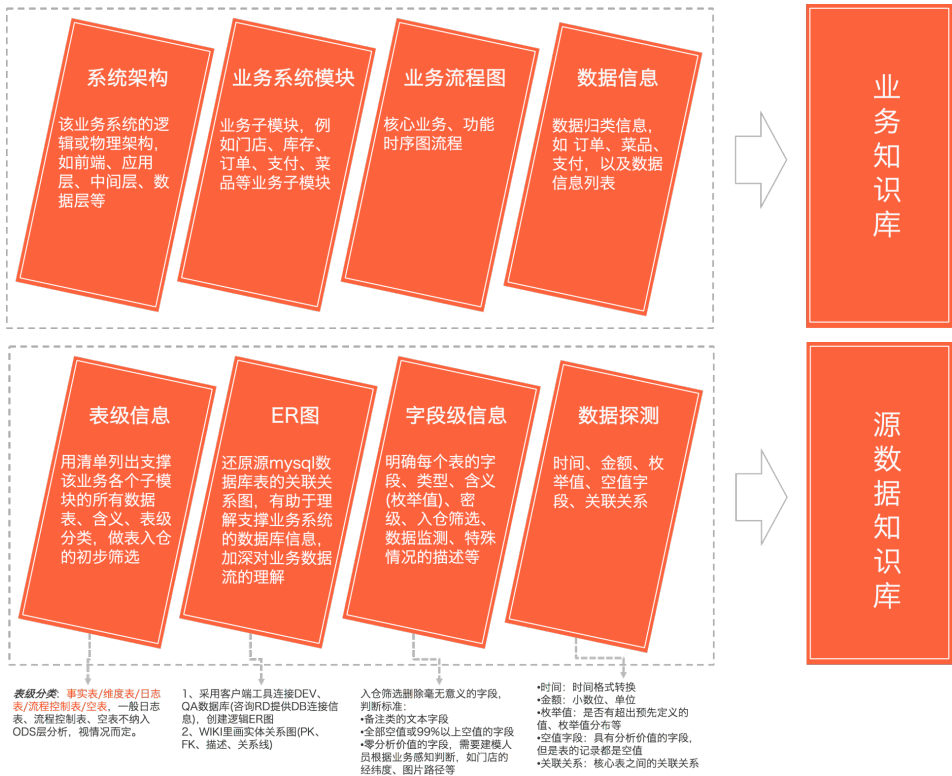 系统架构
该业务系统的逻
辑或物理架构，
如前端、应用
层、中间层、数
据层等
业务系统模块
业务子模块，例
如门店、库存、
订单、支付、菜
品等业务子模块
业务流程图
核心业务、功能
时序图流程
数据信息
数据归类信息，
如 订单、菜品、
支付，以及数据
信息列表
业务知识库
表级信息
用清单列出支撑
该业务各个子模
块的所有数据
表、含义、表级
分类，做表入仓
的初步筛选
ER图
还原源mysql数
据库表的关联关
系图，有助于理
解支撑业务系统
的数据库信息，
加深对业务数据
流的理解
字段级信息
明确每个表的字
段、类型、含义
(枚举值)、密
级、入仓筛选、
数据监测、特殊
情况的描述等
数据探测
时间、金额、枚
举值、空值字
段、关联关系
源数据知识库
表级分类：事实表/维度表/日志
表/流程控制表/空表，一般日志
表、流程控制表、空表不纳入
ODS层分析，视情况而定。
1、采用客户端工具连接DEV、
QA数据库(咨询RD提供DB连接信
息)，创建逻辑ER图
2、WIKI里画实体关系图(PK、
FK、描述、关系线)
入仓筛选删除毫无意义的字段，
判断标准：
•备注类的文本字段
•全部空值或99%以上空值的字段
•零分析价值的字段，需要建模人
员根据业务感知判断，如门店的
经纬度、图片路径等
•时间：时间格式转换
•金额：小数位、单位
•枚举值：是否有超出预先定义的
值、枚举值分布等
•空值字段：具有分析价值的字段，
但是表的记录都是空值
•关联关系：核心表之间的关联关系